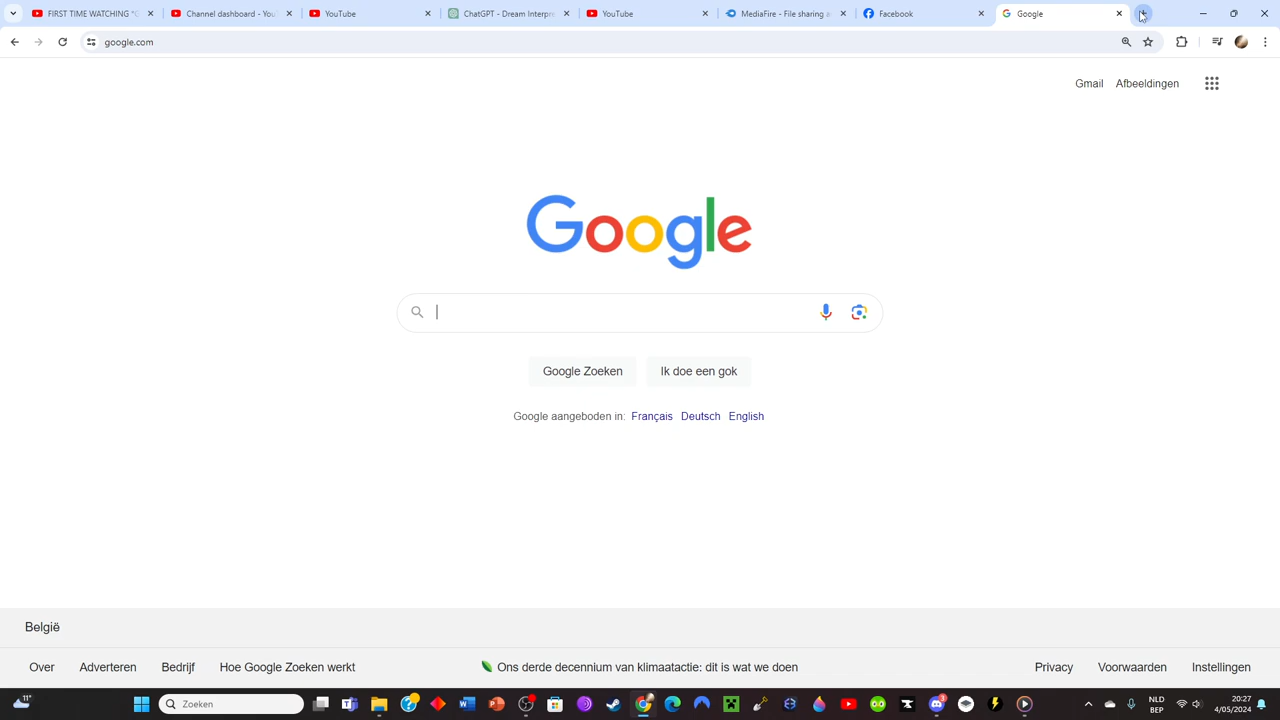 FIRST TIME WATCHING *
Channel dashboard - You
YouTube
ChatGPT - Dream Interpre
YouTube
MediaFire - File sharing a
Facebook
Google
google.com
Gmail Afbeeldingen
Google
Google Zoeken Ik doe een gok
Google aangeboden in: Français Deutsch English
België
Over Adverteren Bedrijf Hoe Google Zoeken werkt Ons derde decennium van klimaatactie: dit is wat we doen Privacy Voorwaarden Instellingen
11°
Zoeken
3
NLD
BEP
20:27
4/05/2024